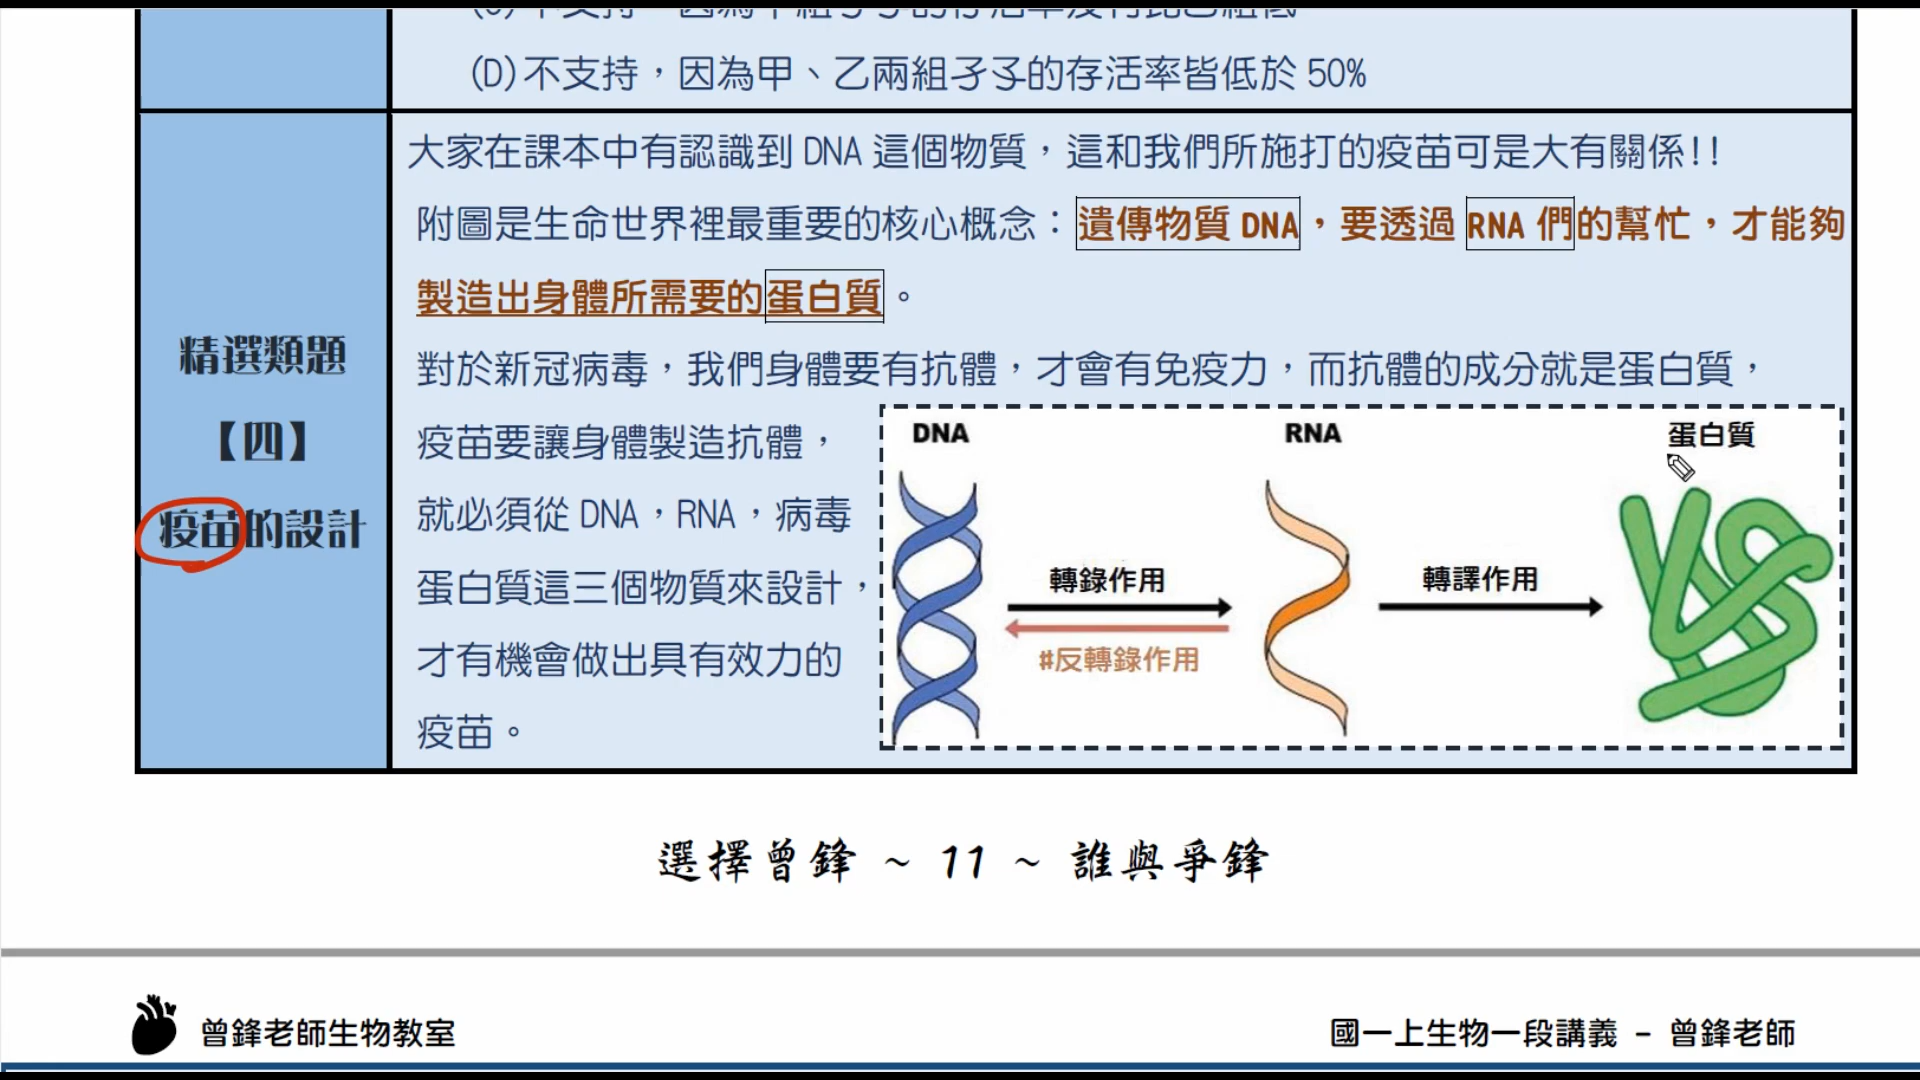 (D)不支持，因為甲、乙兩組孑孓的存活率皆低於 50%
大家在課本中有認識到 DNA 這個物質，這和我們所施打的疫苗可是大有關係!!
附圖是生命世界裡最重要的核心概念：遺傳物質 DNA，要透過 RNA 們的幫忙，才能夠
製造出身體所需要的蛋白質。
對於新冠病毒，我們身體要有抗體，才會有免疫力，而抗體的成分就是蛋白質，
疫苗要讓身體製造抗體，
就必須從 DNA，RNA，病毒
蛋白質這三個物質來設計，
才有機會做出具有效力的
疫苗。
精選類題
【四】
疫苗的設計
DNA
RNA
蛋白質
轉錄作用
轉譯作用
#反轉錄作用
選擇曾鋒 ~ 11 ~ 誰與爭鋒
曾鋒老師生物教室
國一上生物一段講義 - 曾鋒老師